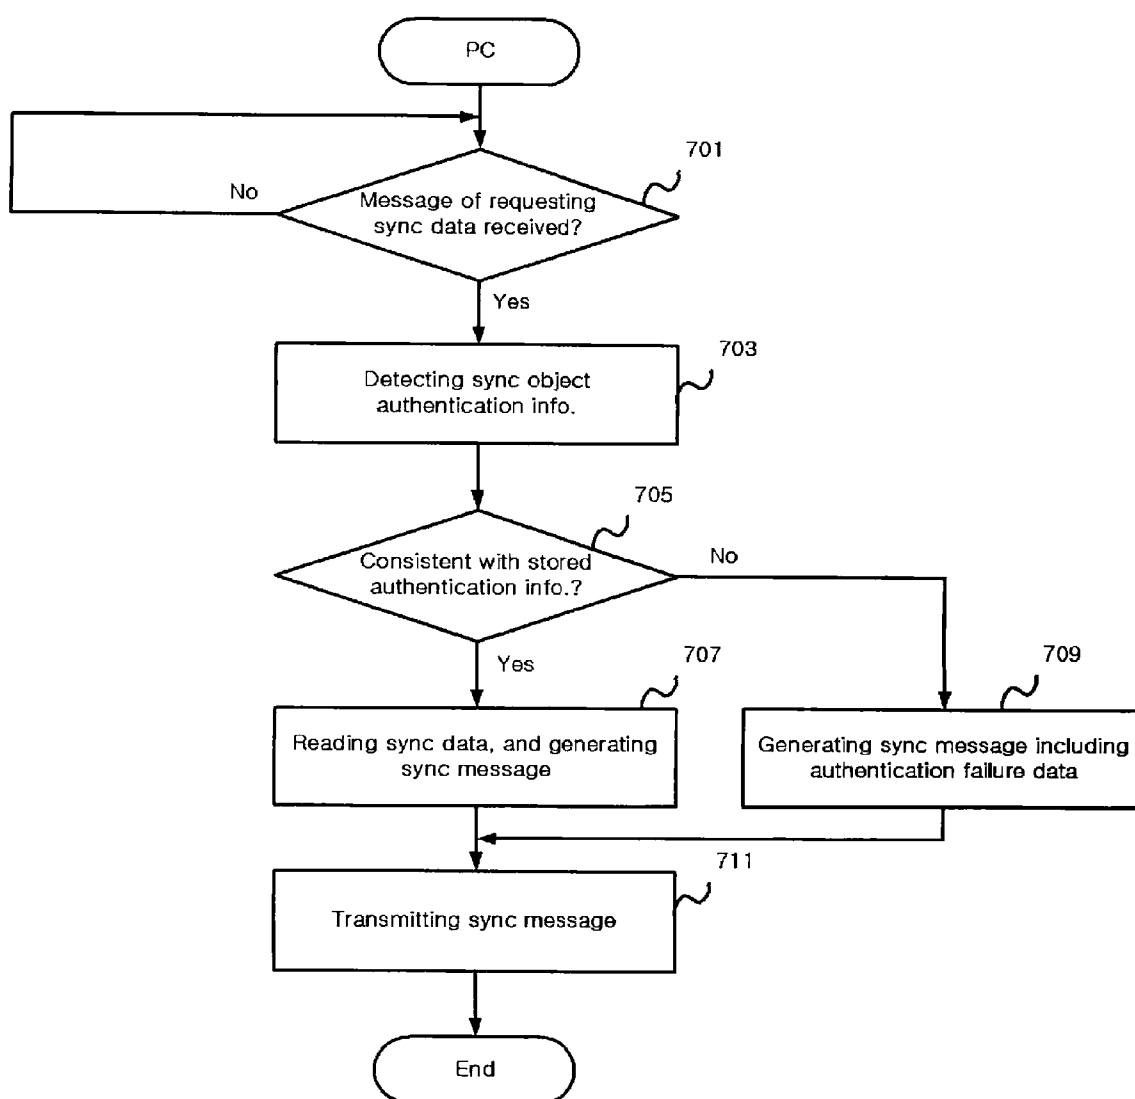 PC
701
No
Message of requesting
sync data received?
Yes
703
Detecting sync object
authentication info.
705
Consistent with stored
authentication info.?
No
Yes
707
709
Reading sync data, and generating
sync message
Generating sync message including
authentication failure data
711
Transmitting sync message
End